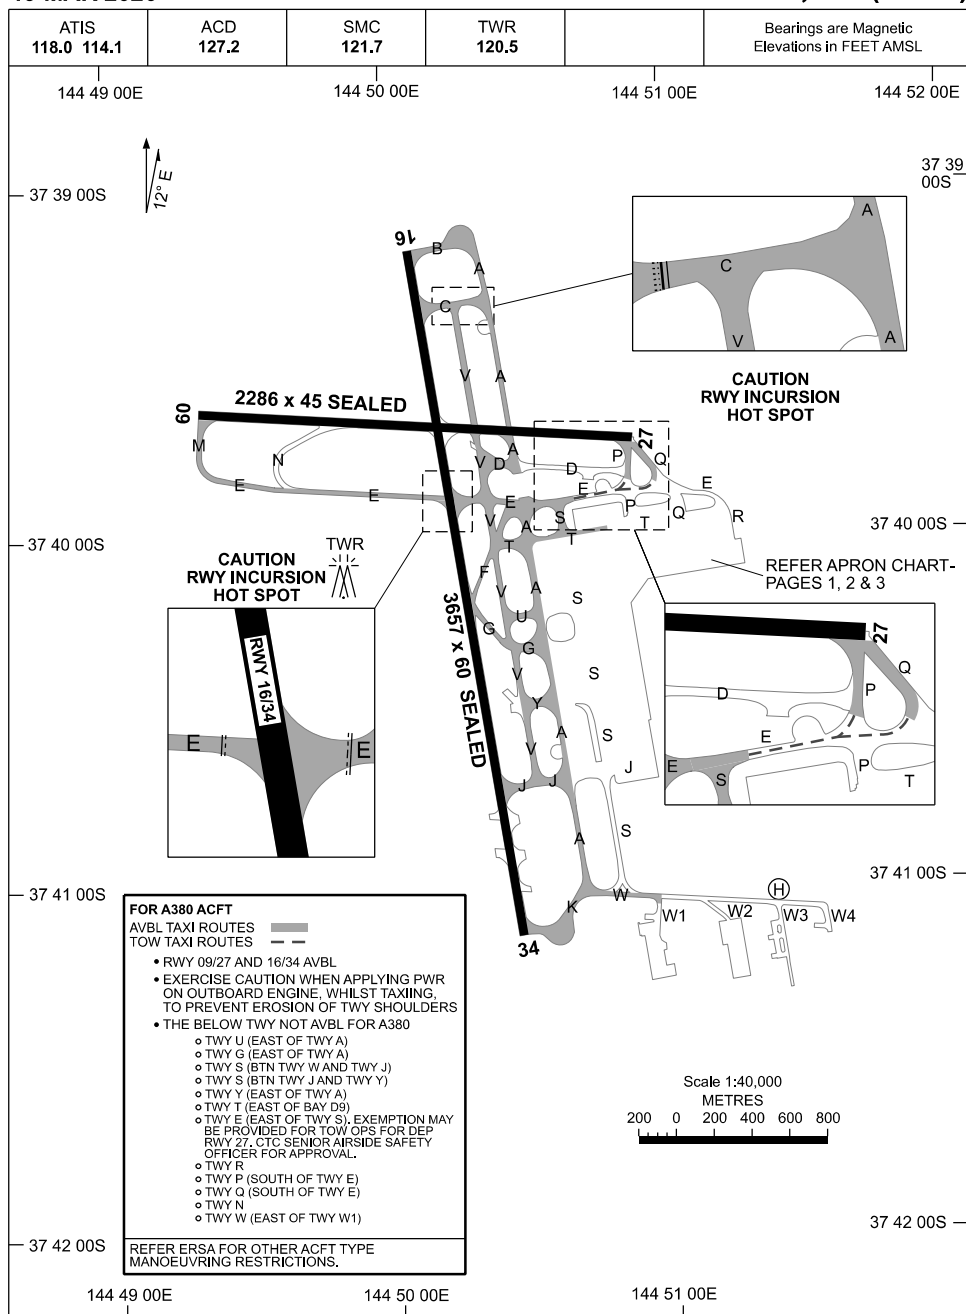 ATIS
118.0 114.1
ACD
127.2
SMC
121.7
TWR
120.5
Bearings are Magnetic
Elevations in FEET AMSL
144 49 00E
144 50 00E
144 51 00E
144 52 00E
37 39 00S
12° E
37 39
00S
16
B
A
C
V
A
A
C
V
A
CAUTION
RWY INCURSION
HOT SPOT
09
2286 x 45 SEALED
27
M
N
E
E
A
V
D
D
P
Q
E
E
E
P
Q
R
S
T
T
V
A
T
37 40 00S
37 40 00S
CAUTION
RWY INCURSION
HOT SPOT
TWR
REFER APRON CHART-
PAGES 1, 2 & 3
F
V
A
S
U
G
G
V
S
Y
A
S
V
J
J
J
3657 x 60 SEALED
RWY 16/34
E
E
27
Q
P
D
E
E
S
P
T
A
S
37 41 00S
37 41 00S
K
W
W1
W2
H
W3
W4
34
FOR A380 ACFT
AVBL TAXI ROUTES
TOW TAXI ROUTES
• RWY 09/27 AND 16/34 AVBL
• EXERCISE CAUTION WHEN APPLYING PWR
ON OUTBOARD ENGINE, WHILST TAXIING,
TO PREVENT EROSION OF TWY SHOULDERS
• THE BELOW TWY NOT AVBL FOR A380
o TWY U (EAST OF TWY A)
o TWY G (EAST OF TWY A)
o TWY S (BTN TWY W AND TWY J)
o TWY S (BTN TWY J AND TWY Y)
o TWY Y (EAST OF TWY A)
o TWY T (EAST OF BAY D9)
o TWY E (EAST OF TWY S). EXEMPTION MAY
BE PROVIDED FOR TOW OPS FOR DEP
RWY 27. CTC SENIOR AIRSIDE SAFETY
OFFICER FOR APPROVAL.
o TWY R
o TWY P (SOUTH OF TWY E)
o TWY Q (SOUTH OF TWY E)
o TWY N
o TWY W (EAST OF TWY W1)
REFER ERSA FOR OTHER ACFT TYPE
MANOEUVRING RESTRICTIONS.
Scale 1:40,000
METRES
200 0 200 400 600 800
37 42 00S
37 42 00S
144 49 00E
144 50 00E
144 51 00E